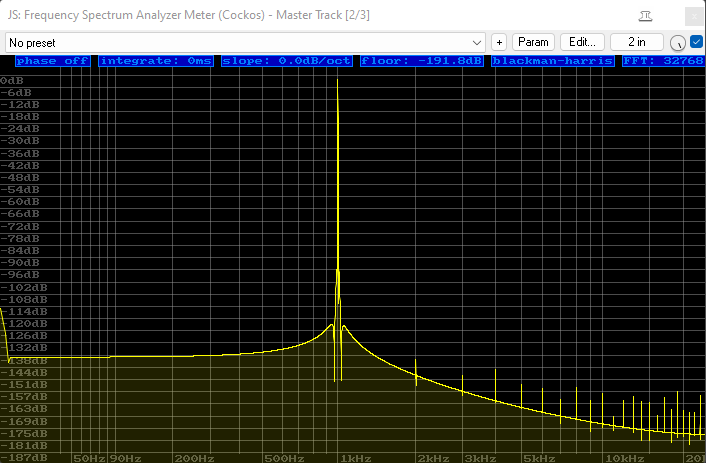 JS: Frequency Spectrum Analyzer Meter (Cockos) - Master Track [2/3]
No preset + Param Edit... 2 in
phase off integrate: 0ms slope: 0.0dB/oct floor: -191.8dB blackman-harris FFT: 32768
0dB
-6dB
-12dB
-18dB
-24dB
-30dB
-36dB
-42dB
-48dB
-54dB
-60dB
-66dB
-72dB
-78dB
-84dB
-90dB
-96dB
-102dB
-108dB
-114dB
-120dB
-126dB
-132dB
-138dB
-144dB
-151dB
-157dB
-163dB
-169dB
-175dB
-181dB
-187dB 50Hz 90Hz 200Hz 500Hz 1kHz 2kHz 3kHz 5kHz 10kHz 20